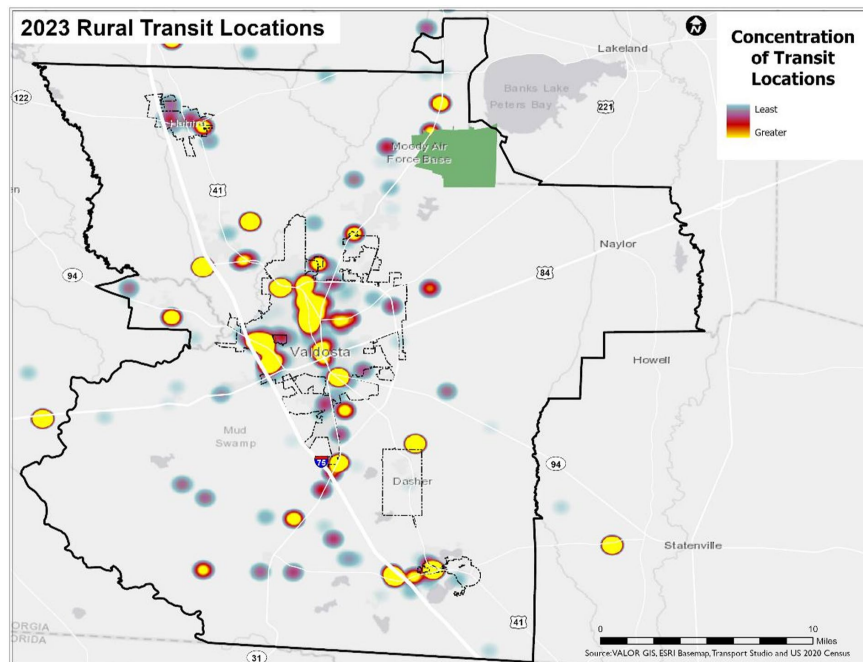 2023 Rural Transit Locations
N
Concentration
of Transit
Locations
Least
Greater
Lakeland
Banks Lake
Peters Bay
221
122
Moody Air
Force Base
41
Naylor
94
84
Valdosta
Howell
Mud
Swamp
75
Dasher
94
Statenville
41
31
0
10
Miles
Source: VALOR GIS, ESRI Basemap, Transport Studio and US 2020 Census